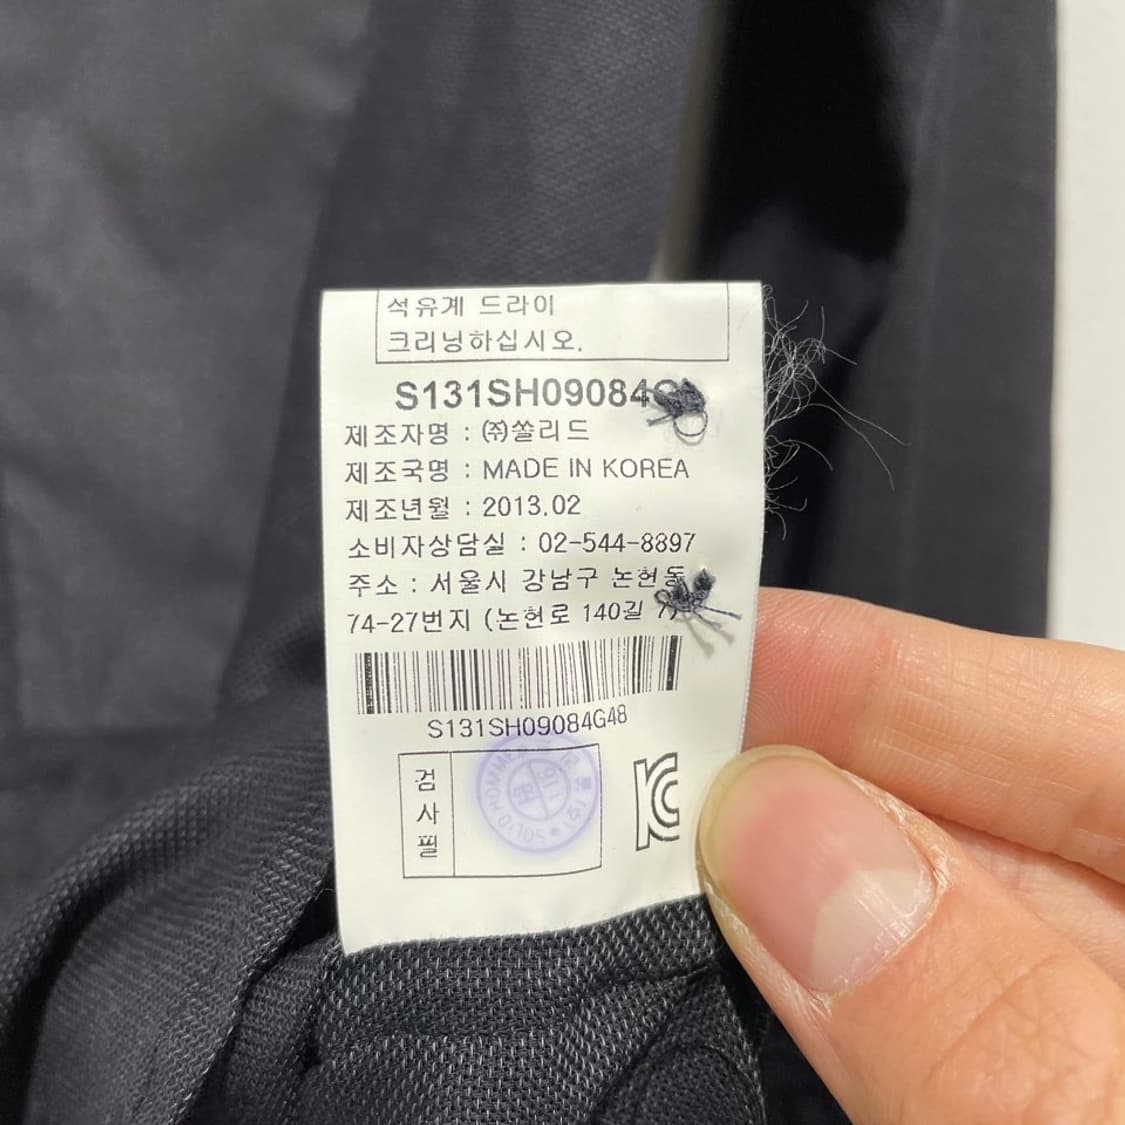 석유계 드라이
크리닝하십시오.
S131SH09084G
제조자명 : ㈜쏠리드
제조국명 : MADE IN KOREA
제조년월 : 2013.02
소비자상담실 : 02-544-8897
주소 : 서울시 강남구 논현동
74-27번지 (논현로 140길 7)
S131SH09084G48
검사필